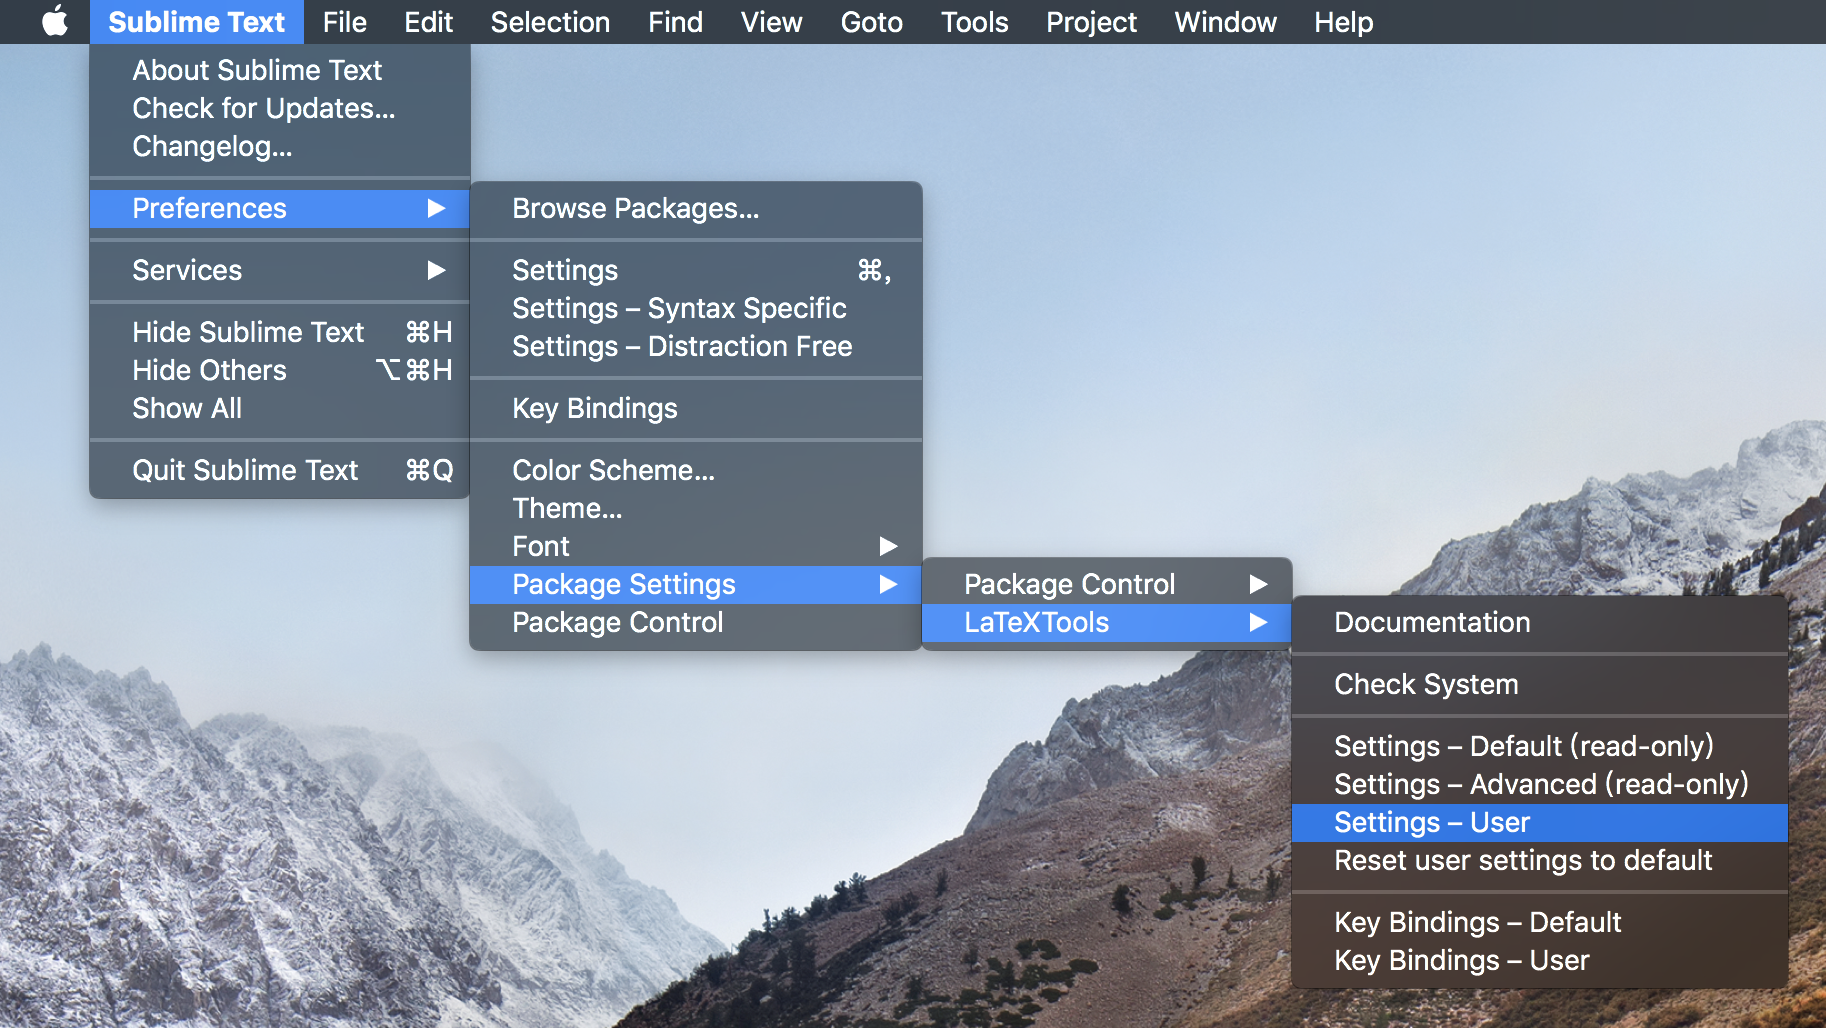 Sublime Text File Edit Selection Find View Goto Tools Project Window Help
About Sublime Text
Check for Updates...
Changelog...
Preferences
Services
Hide Sublime Text ⌘H
Hide Others ⌥⌘H
Show All
Quit Sublime Text ⌘Q
Browse Packages...
Settings ⌘,
Settings – Syntax Specific
Settings – Distraction Free
Key Bindings
Color Scheme...
Theme...
Font
Package Settings
Package Control
Package Control
LaTeXTools
Documentation
Check System
Settings – Default (read-only)
Settings – Advanced (read-only)
Settings – User
Reset user settings to default
Key Bindings – Default
Key Bindings – User